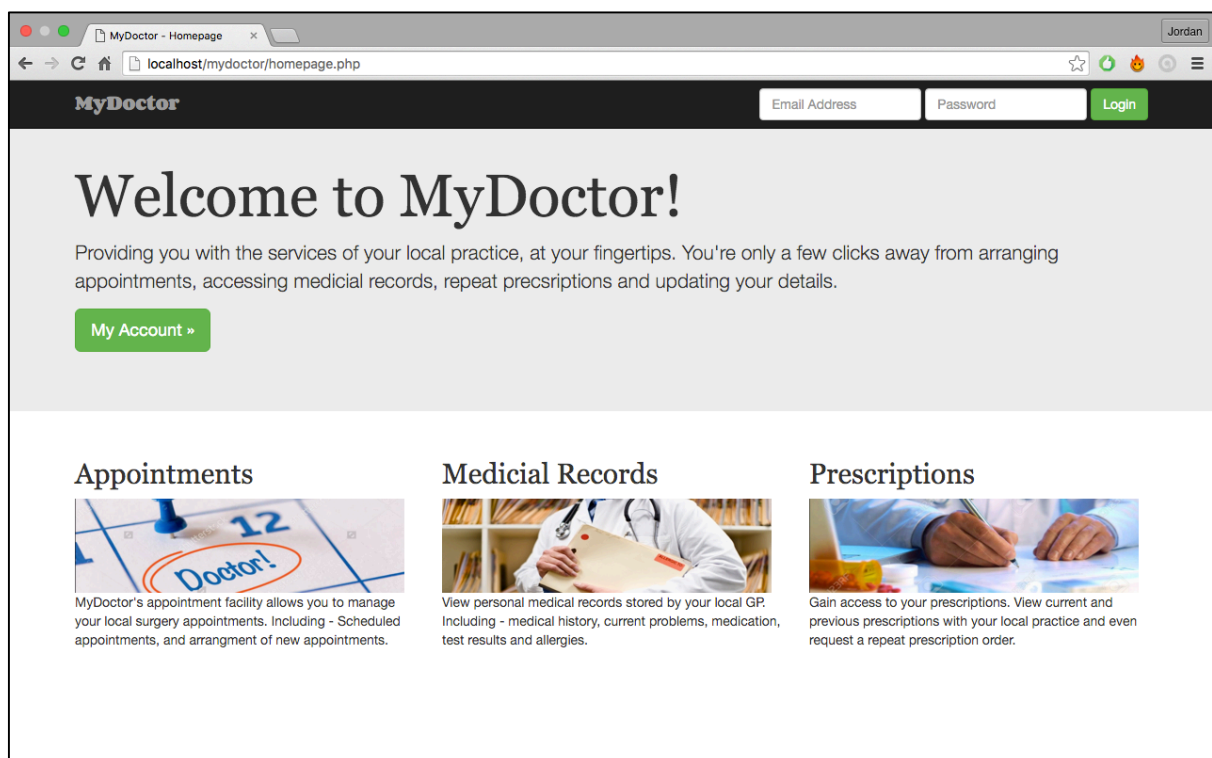 MyDoctor - Homepage
Jordan
localhost/mydoctor/homepage.php
MyDoctor
Email Address
Password
Login
Welcome to MyDoctor!
Providing you with the services of your local practice, at your fingertips. You're only a few clicks away from arranging
appointments, accessing medicial records, repeat precsriptions and updating your details.
My Account »
Appointments
12
Doctor!
MyDoctor's appointment facility allows you to manage
your local surgery appointments. Including - Scheduled
appointments, and arrangment of new appointments.
Medicial Records
View personal medical records stored by your local GP.
Including - medical history, current problems, medication,
test results and allergies.
Prescriptions
Gain access to your prescriptions. View current and
previous prescriptions with your local practice and even
request a repeat prescription order.